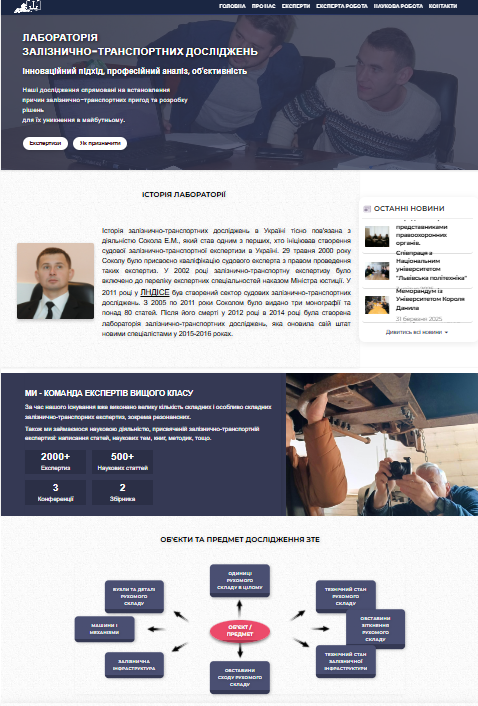 ГОЛОВНА ПРО НАС ЕКСПЕРТИ ЕКСПЕРТА РОБОТА НАУКОВА РОБОТА КОНТАКТИ
ЛАБОРАТОРІЯ
ЗАЛІЗНИЧНО-ТРАНСПОРТНИХ ДОСЛІДЖЕНЬ
Інноваційний підхід, професійний аналіз, об'єктивність
Наші дослідження спрямовані на встановлення
причин залізнично-транспортних пригод та розробку
рішень
для їх уникнення в майбутньому.
Експертизи Як призначити
ІСТОРІЯ ЛАБОРАТОРІЇ
Історія залізнично-транспортних досліджень в Україні тісно пов'язана з
діяльністю Сокола Е.М., який став одним з перших, хто ініціював створення
судової залізнично-транспортної експертизи в Україні. 29 травня 2000 року
Соколу було присвоєно кваліфікацію судового експерта з правом проведення
таких експертиз. У 2002 році залізнично-транспортну експертизу було
включено до переліку експертних спеціальностей наказом Міністра юстиції. У
2011 році у ЛНДІСЕ був створений сектор судових залізнично-транспортних
досліджень. З 2005 по 2011 роки Соколом було видано три монографії та
понад 80 статей. Після його смерті у 2012 році в 2014 році була створена
лабораторія залізнично-транспортних досліджень, яка оновила свій штат
новими спеціалістами у 2015-2016 роках.
ОСТАННІ НОВИНИ
представниками
правоохоронних
органів.
Співпраця з
Національним
університетом
"Львівська політехніка"
Меморандум із
Університетом Короля
Данила
31 березня 2025
Дивитись всі новини
МИ - КОМАНДА ЕКСПЕРТІВ ВИЩОГО КЛАСУ
За час нашого існування вже виконано велику кількість складних і особливо складних
залізнично-транспортних експертиз, зокрема резонансних.
Також ми займаємося науковою діяльністю, присвяченій залізнично-транспортній
експертизі: написання статей, наукових тем, книг, методик, тощо.
2000+
Експертиз
500+
Наукових статтей
3
Конференції
2
Збірника
ОБ'ЄКТИ ТА ПРЕДМЕТ ДОСЛІДЖЕННЯ ЗТЕ
ОДИНИЦІ
РУХОМОГО
СКЛАДУ В ЦІЛОМУ
ВУЗЛИ ТА ДЕТАЛІ
РУХОМОГО
СКЛАДУ
ТЕХНІЧНИЙ СТАН
РУХОМОГО
СКЛАДУ
МАШИНИ І
МЕХАНІЗМИ
ОБ'ЄКТ /
ПРЕДМЕТ
ОБСТАВИНИ
ЗІТКНЕННЯ
РУХОМОГО
СКЛАДУ
ЗАЛІЗНИЧНА
ІНФРАСТРУКТУРА
ТЕХНІЧНИЙ СТАН
ЗАЛІЗНИЧНОЇ
ІНФРАСТРУКТУРИ
ОБСТАВИНИ
СХОДУ РУХОМОГО
СКЛАДУ